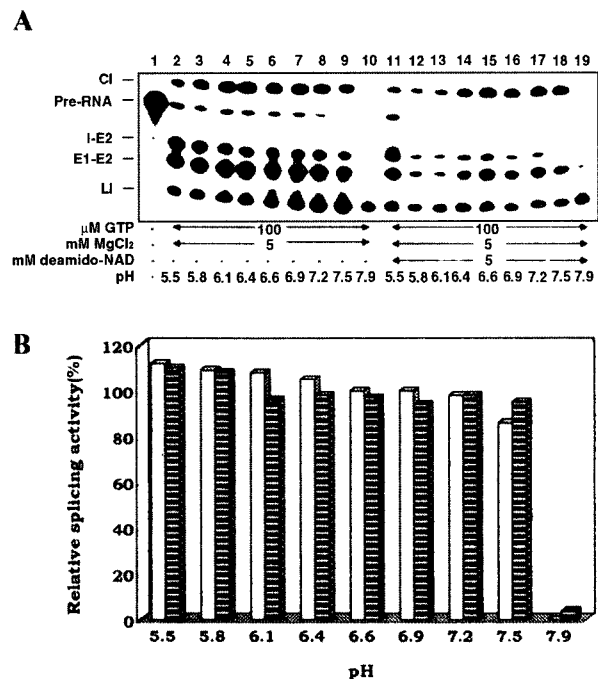 A
1 2 3 4 5 6 7 8 9 10 11 12 13 14 15 16 17 18 19
CI
Pre-RNA
I-E2
E1-E2
LI
μM GTP · 100 100
mM MgCl₂ · 5 5
mM deamido-NAD · · · · · · · · · · 5
pH · 5.5 5.8 6.1 6.4 6.6 6.9 7.2 7.5 7.9 5.5 5.8 6.1 6.4 6.6 6.9 7.2 7.5 7.9
B
Relative splicing activity(%)
120
100
80
60
40
20
0
5.5 5.8 6.1 6.4 6.6 6.9 7.2 7.5 7.9
pH